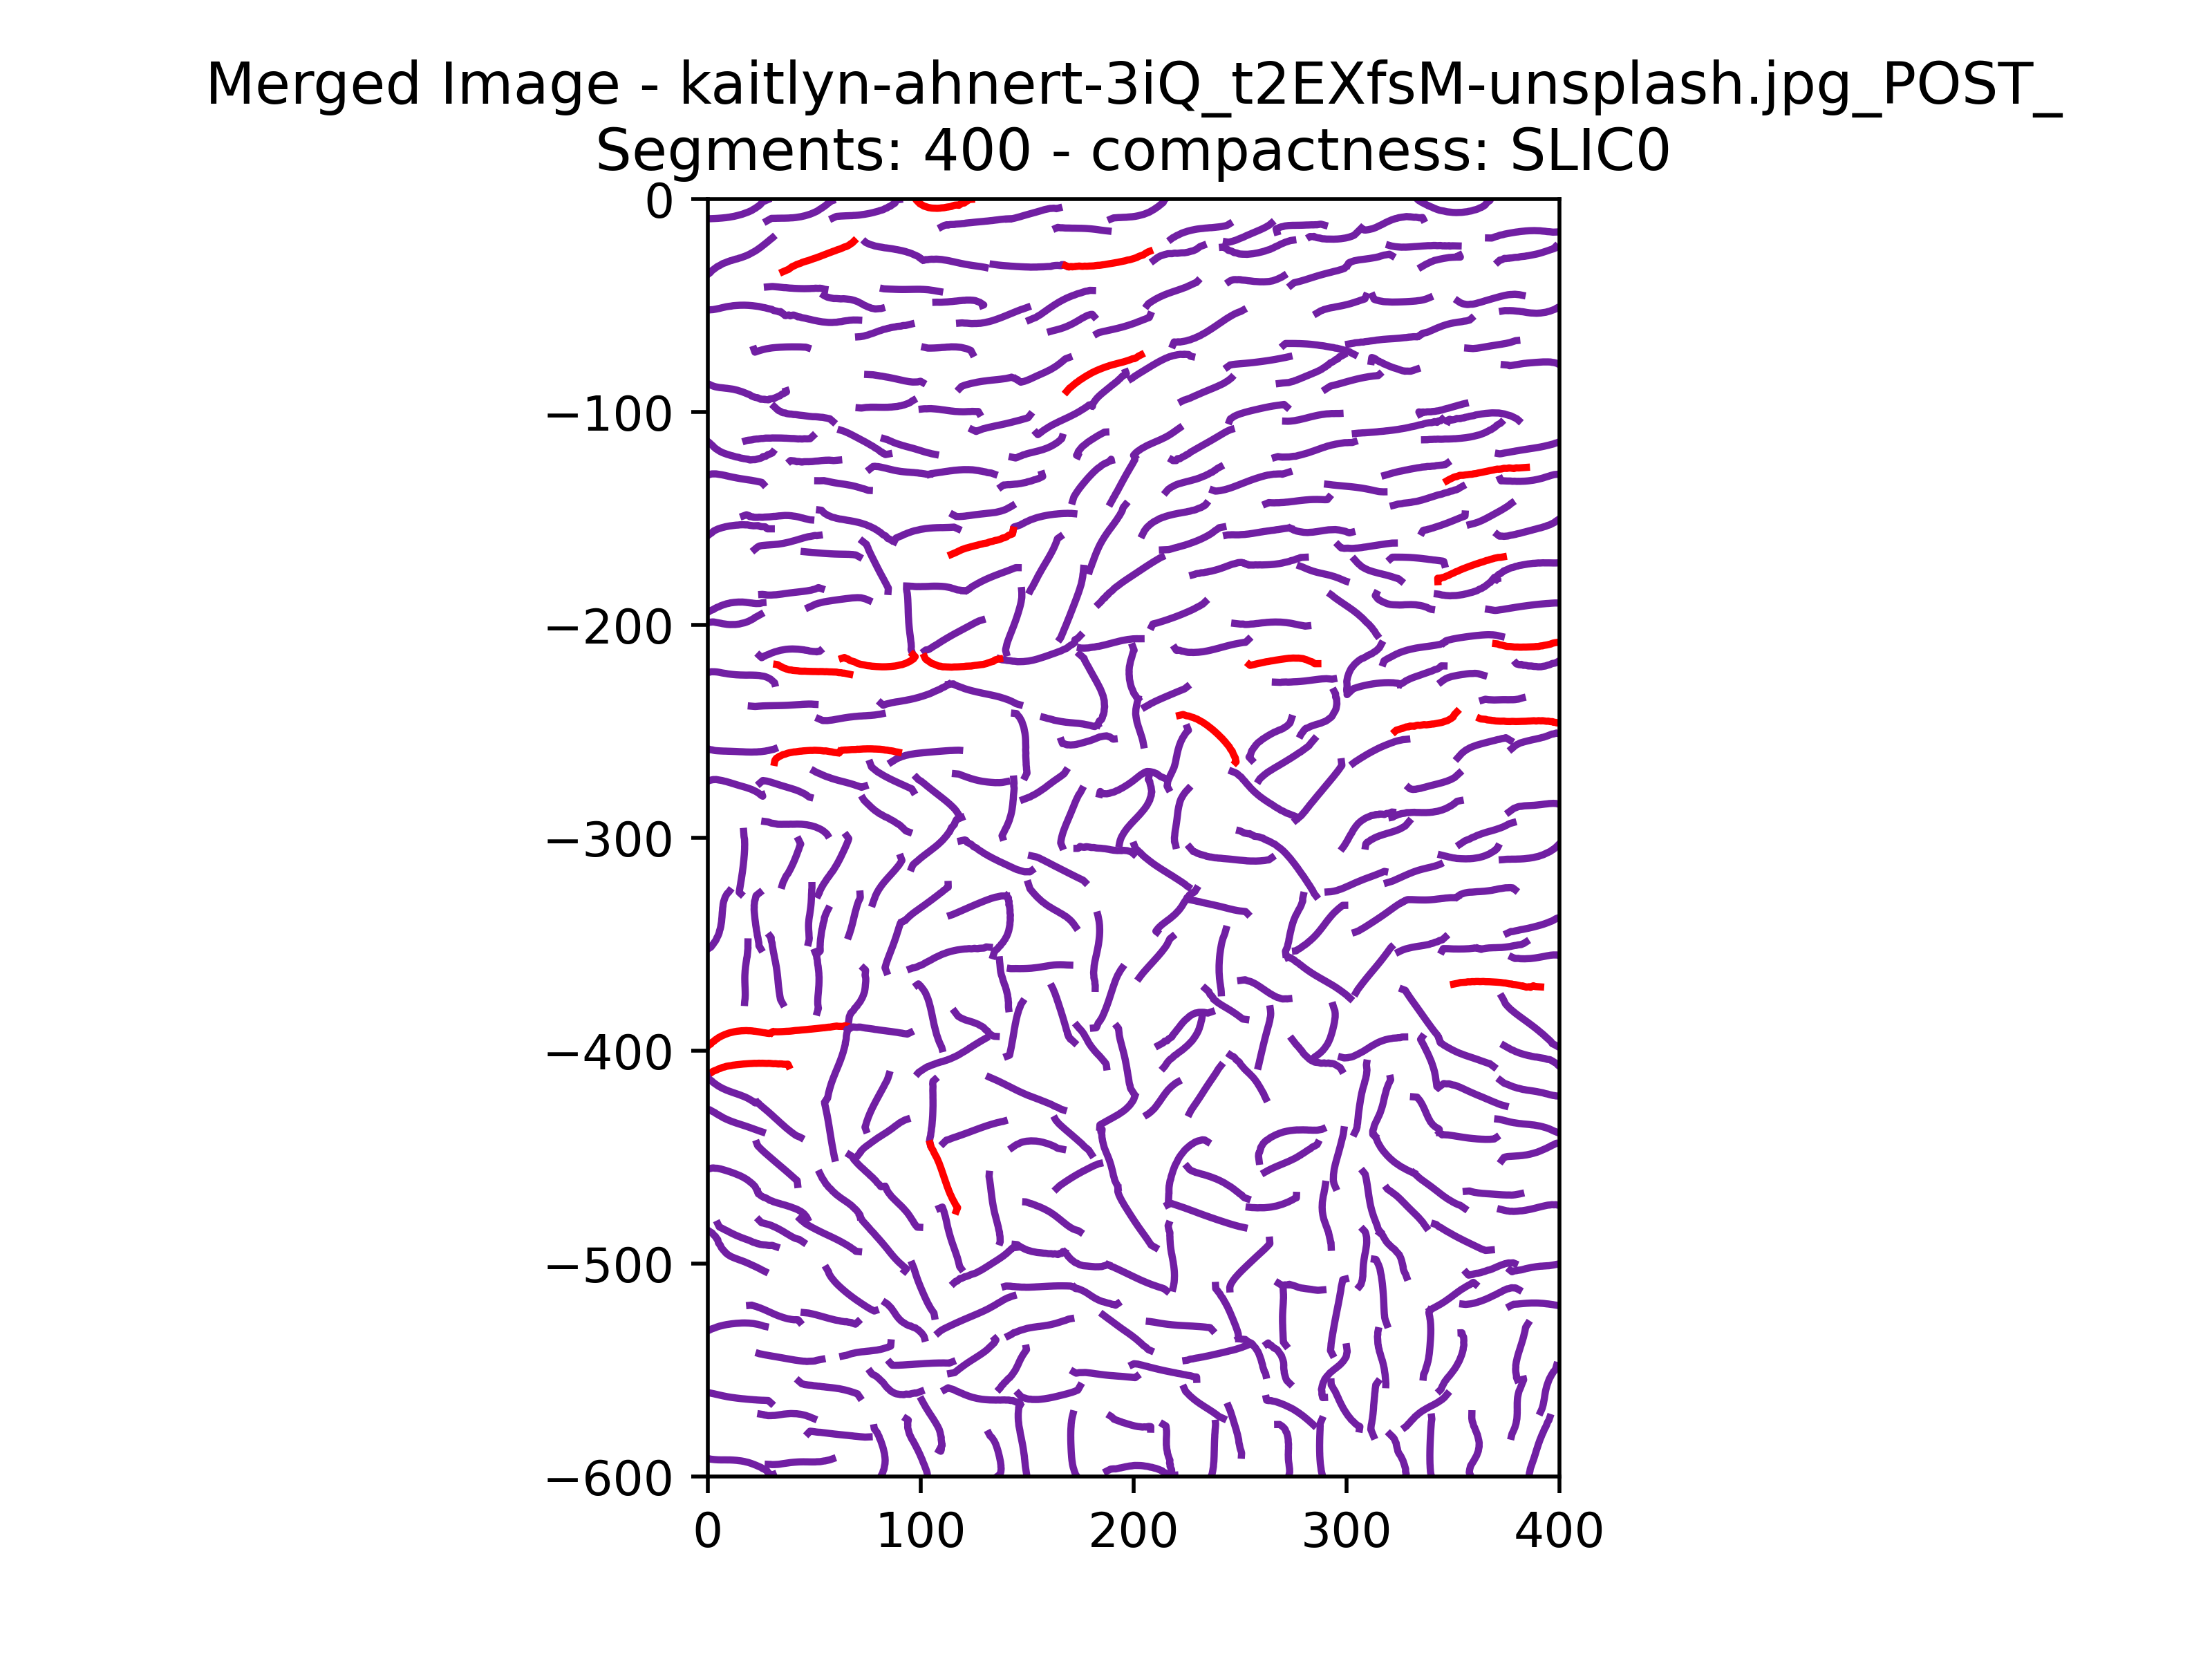 Merged Image - kaitlyn-ahnert-3iQ_t2EXfsM-unsplash.jpg_POST_
Segments: 400 - compactness: SLIC0
0
−100
−200
−300
−400
−500
−600
0 100 200 300 400